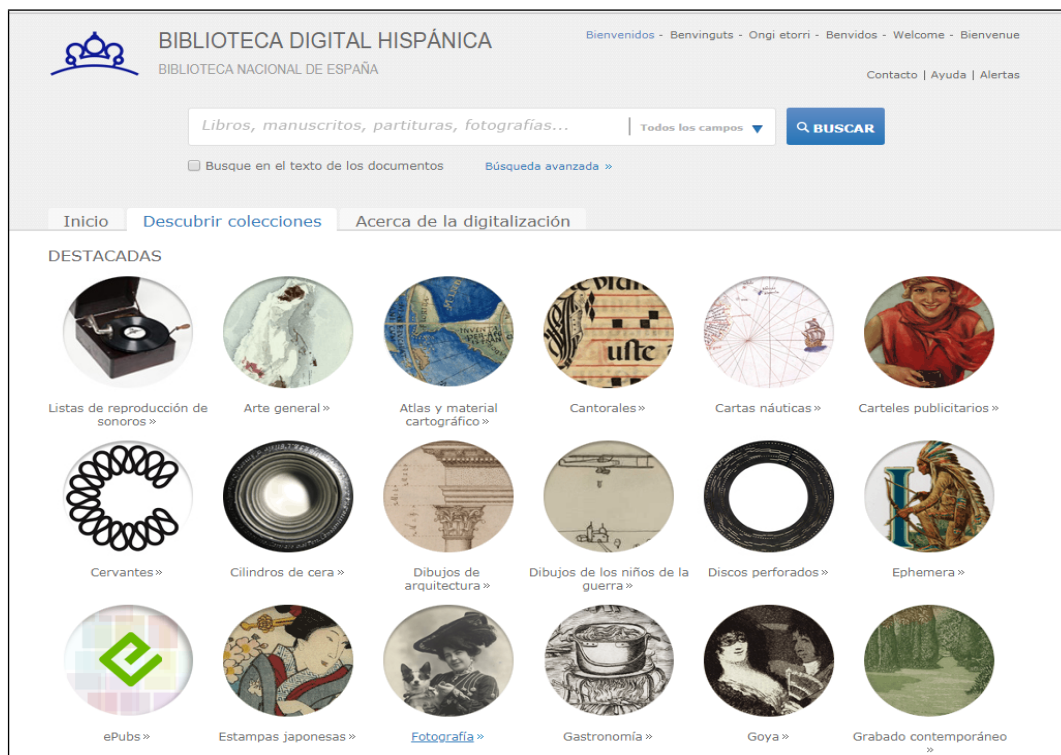 BIBLIOTECA DIGITAL HISPÁNICA
BIBLIOTECA NACIONAL DE ESPAÑA
Bienvenidos - Benvinguts - Ongi etorri - Benvidos - Welcome - Bienvenue
Contacto | Ayuda | Alertas
Libros, manuscritos, partituras, fotografías...
Todos los campos
BUSCAR
Busque en el texto de los documentos
Búsqueda avanzada »
Inicio
Descubrir colecciones
Acerca de la digitalización
DESTACADAS
INVENTA
uſtc
Listas de reproducción de
sonoros »
Arte general »
Atlas y material
cartográfico »
Cantorales »
Cartas náuticas »
Carteles publicitarios »
Cervantes »
Cilindros de cera »
Dibujos de
arquitectura »
Dibujos de los niños de la
guerra »
Discos perforados »
Ephemera »
ePubs »
Estampas japonesas »
Fotografía »
Gastronomía »
Goya »
Grabado contemporáneo
»